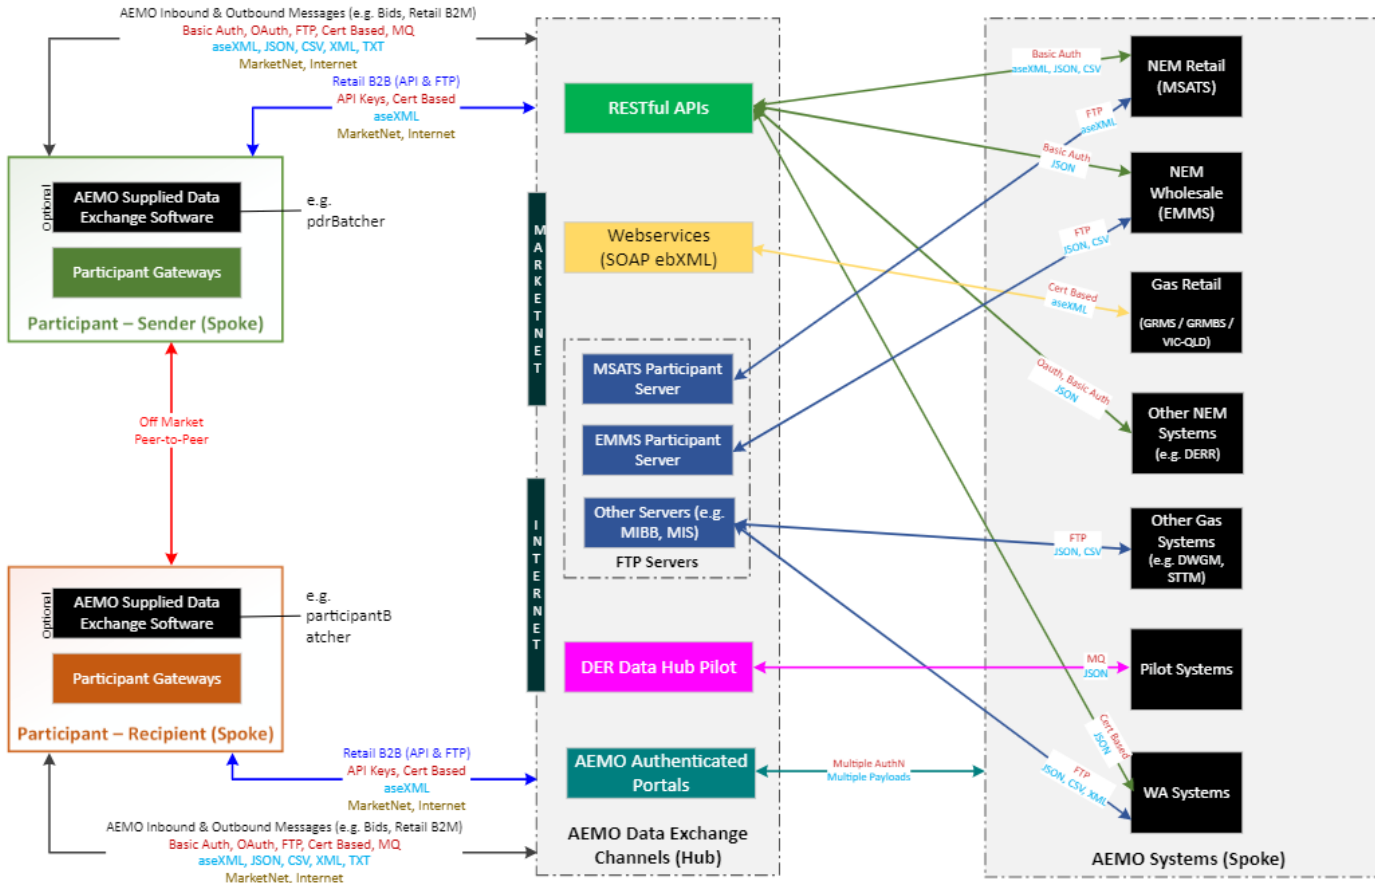 AEMO Inbound & Outbound Messages (e.g. Bids, Retail B2M)
Basic Auth, OAuth, FTP, Cert Based, MQ
aseXML, JSON, CSV, XML, TXT
MarketNet, Internet
Retail B2B (API & FTP)
API Keys, Cert Based
aseXML
MarketNet, Internet
Optional
AEMO Supplied Data
Exchange Software
e.g.
pdrBatcher
Participant Gateways
Participant – Sender (Spoke)
Off Market
Peer-to-Peer
Optional
AEMO Supplied Data
Exchange Software
e.g.
participantB
atcher
Participant Gateways
Participant – Recipient (Spoke)
Retail B2B (API & FTP)
API Keys, Cert Based
aseXML
MarketNet, Internet
AEMO Inbound & Outbound Messages (e.g. Bids, Retail B2M)
Basic Auth, OAuth, FTP, Cert Based, MQ
aseXML, JSON, CSV, XML, TXT
MarketNet, Internet
MARKETNET
INTERNET
RESTful APIs
Webservices
(SOAP ebXML)
MSATS Participant
Server
EMMS Participant
Server
Other Servers (e.g.
MIBB, MIS)
FTP Servers
DER Data Hub Pilot
AEMO Authenticated
Portals
AEMO Data Exchange
Channels (Hub)
Basic Auth
aseXML, JSON, CSV
FTP
aseXML
Basic Auth
JSON
FTP
JSON, CSV
Cert Based
aseXML
Oauth, Basic Auth
JSON
FTP
JSON, CSV
MQ
JSON
Cert Based
JSON
FTP
JSON, CSV, XML
Multiple AuthN
Multiple Payloads
NEM Retail
(MSATS)
NEM
Wholesale
(EMMS)
Gas Retail
(GRMS / GRMBS /
VIC-QLD)
Other NEM
Systems
(e.g. DERR)
Other Gas
Systems
(e.g. DWGM,
STTM)
Pilot Systems
WA Systems
AEMO Systems (Spoke)